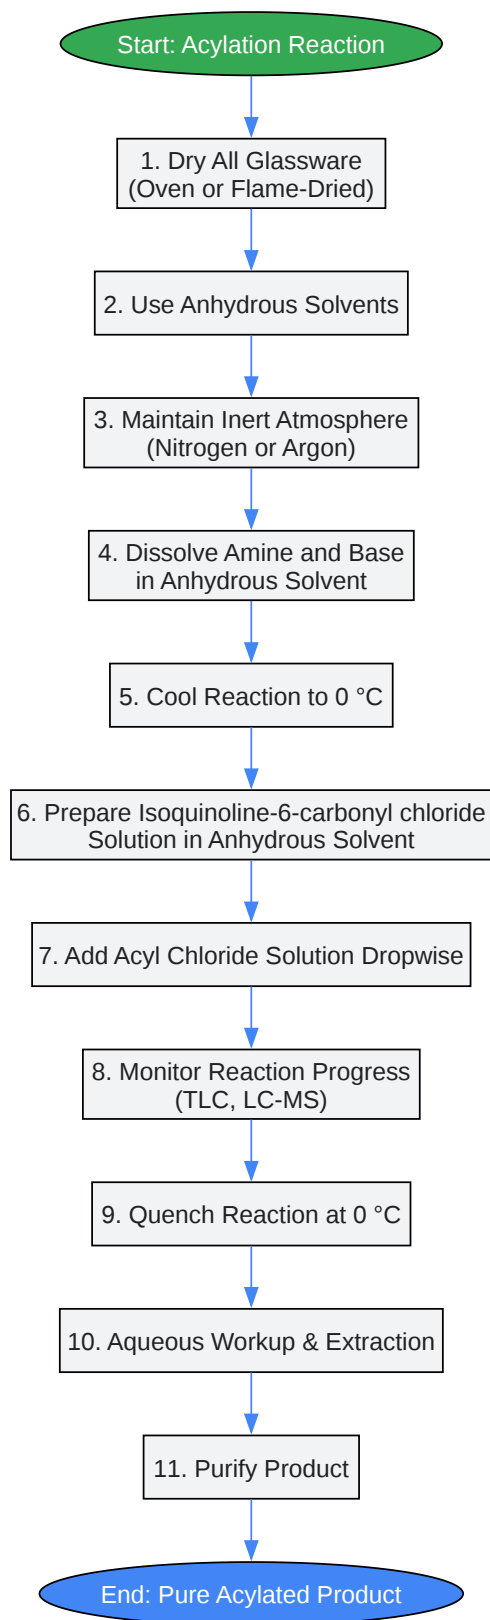 Start: Acylation Reaction
1. Dry All Glassware
(Oven or Flame-Dried)
2. Use Anhydrous Solvents
3. Maintain Inert Atmosphere
(Nitrogen or Argon)
4. Dissolve Amine and Base
in Anhydrous Solvent
5. Cool Reaction to 0 °C
6. Prepare Isoquinoline-6-carbonyl chloride
Solution in Anhydrous Solvent
7. Add Acyl Chloride Solution Dropwise
8. Monitor Reaction Progress
(TLC, LC-MS)
9. Quench Reaction at 0 °C
10. Aqueous Workup & Extraction
11. Purify Product
End: Pure Acylated Product